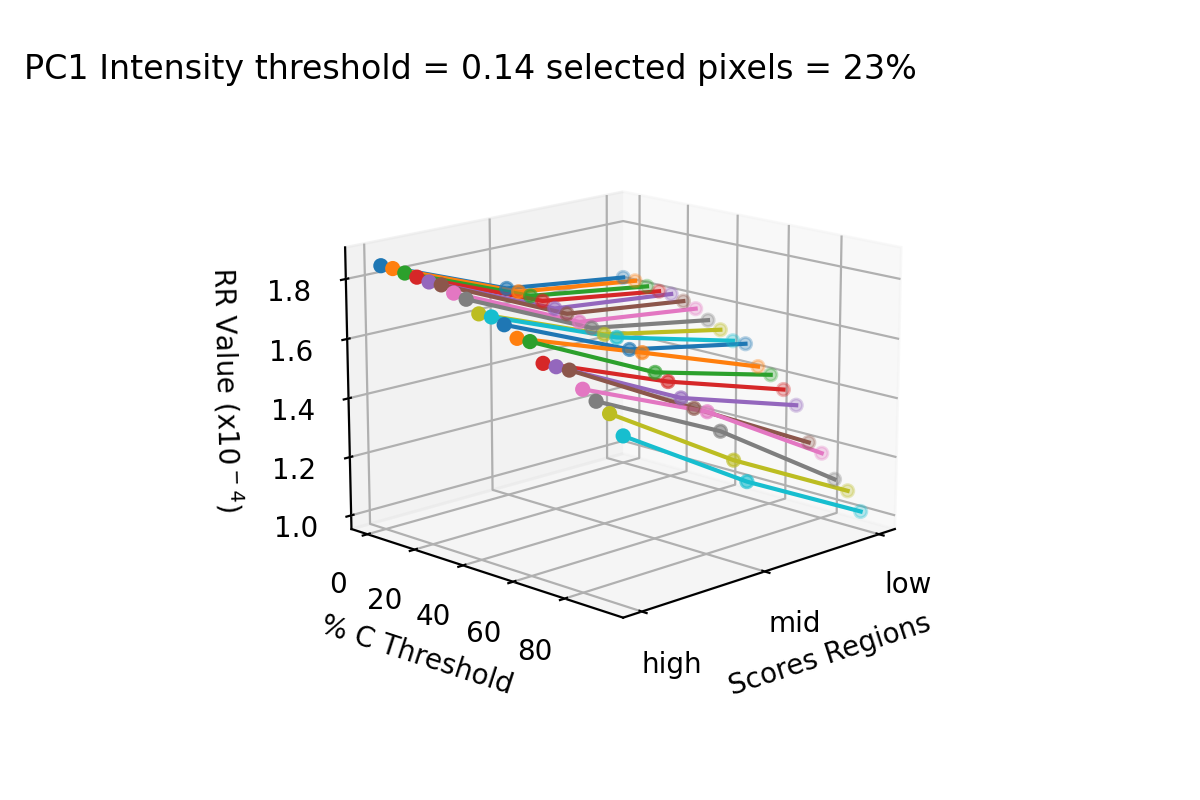 PC1 Intensity threshold = 0.14 selected pixels = 23%
RR Value (x10⁻⁴)
1.8
1.6
1.4
1.2
1.0
0
20
40
60
80
% C Threshold
high
mid
low
Scores Regions